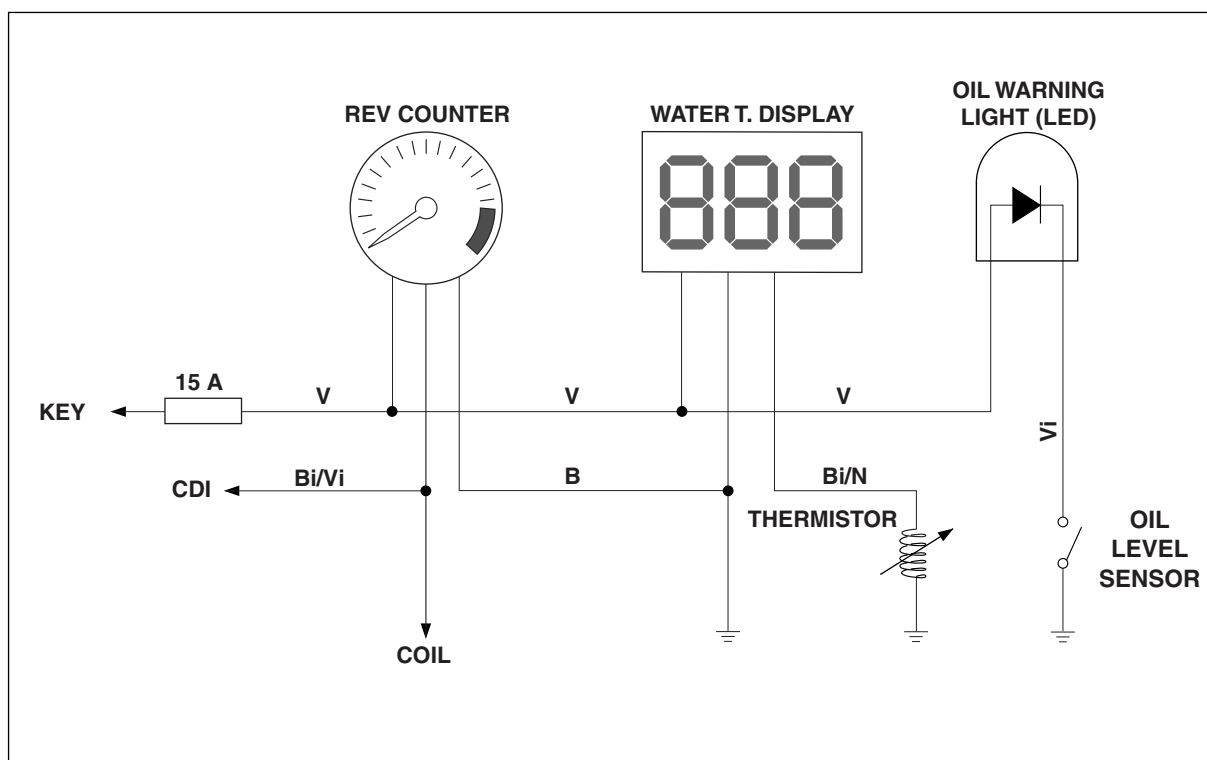 REV COUNTER
WATER T. DISPLAY
OIL WARNING
LIGHT (LED)
888
15 A
KEY
V
V
V
Vi
CDI
Bi/Vi
B
Bi/N
THERMISTOR
OIL
LEVEL
SENSOR
COIL